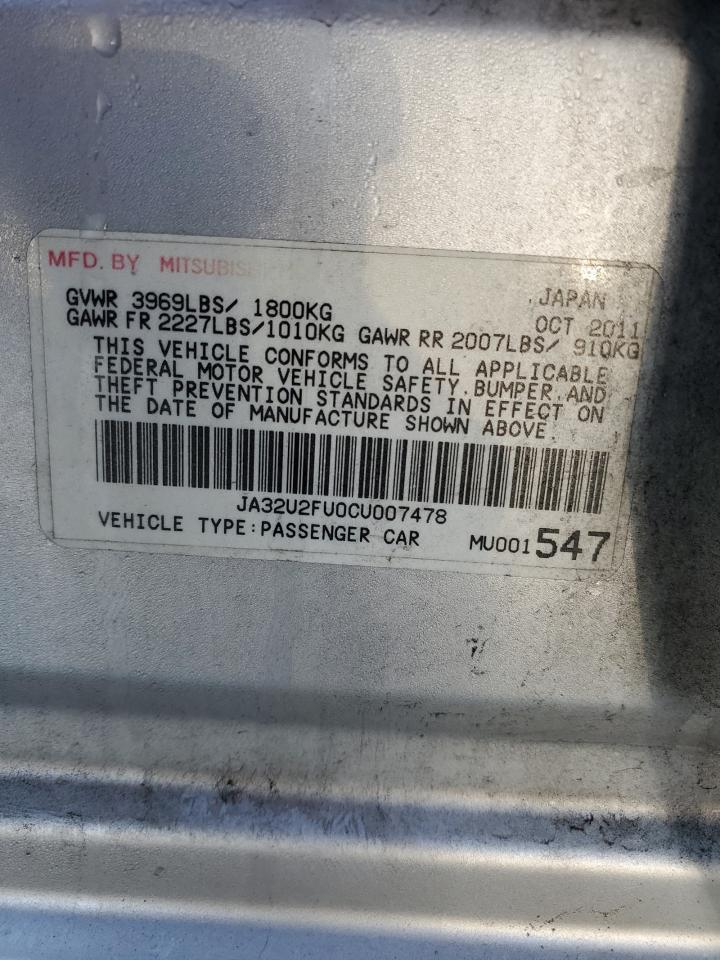 MFD. BY MITSUBISHI
JAPAN
GVWR 3969LBS/ 1800KG OCT 2011
GAWR FR 2227LBS/1010KG GAWR RR 2007LBS/ 910KG
THIS VEHICLE CONFORMS TO ALL APPLICABLE
FEDERAL MOTOR VEHICLE SAFETY, BUMPER, AND
THEFT PREVENTION STANDARDS IN EFFECT ON
THE DATE OF MANUFACTURE SHOWN ABOVE.
JA32U2FU0CU007478
VEHICLE TYPE:PASSENGER CAR MU001547